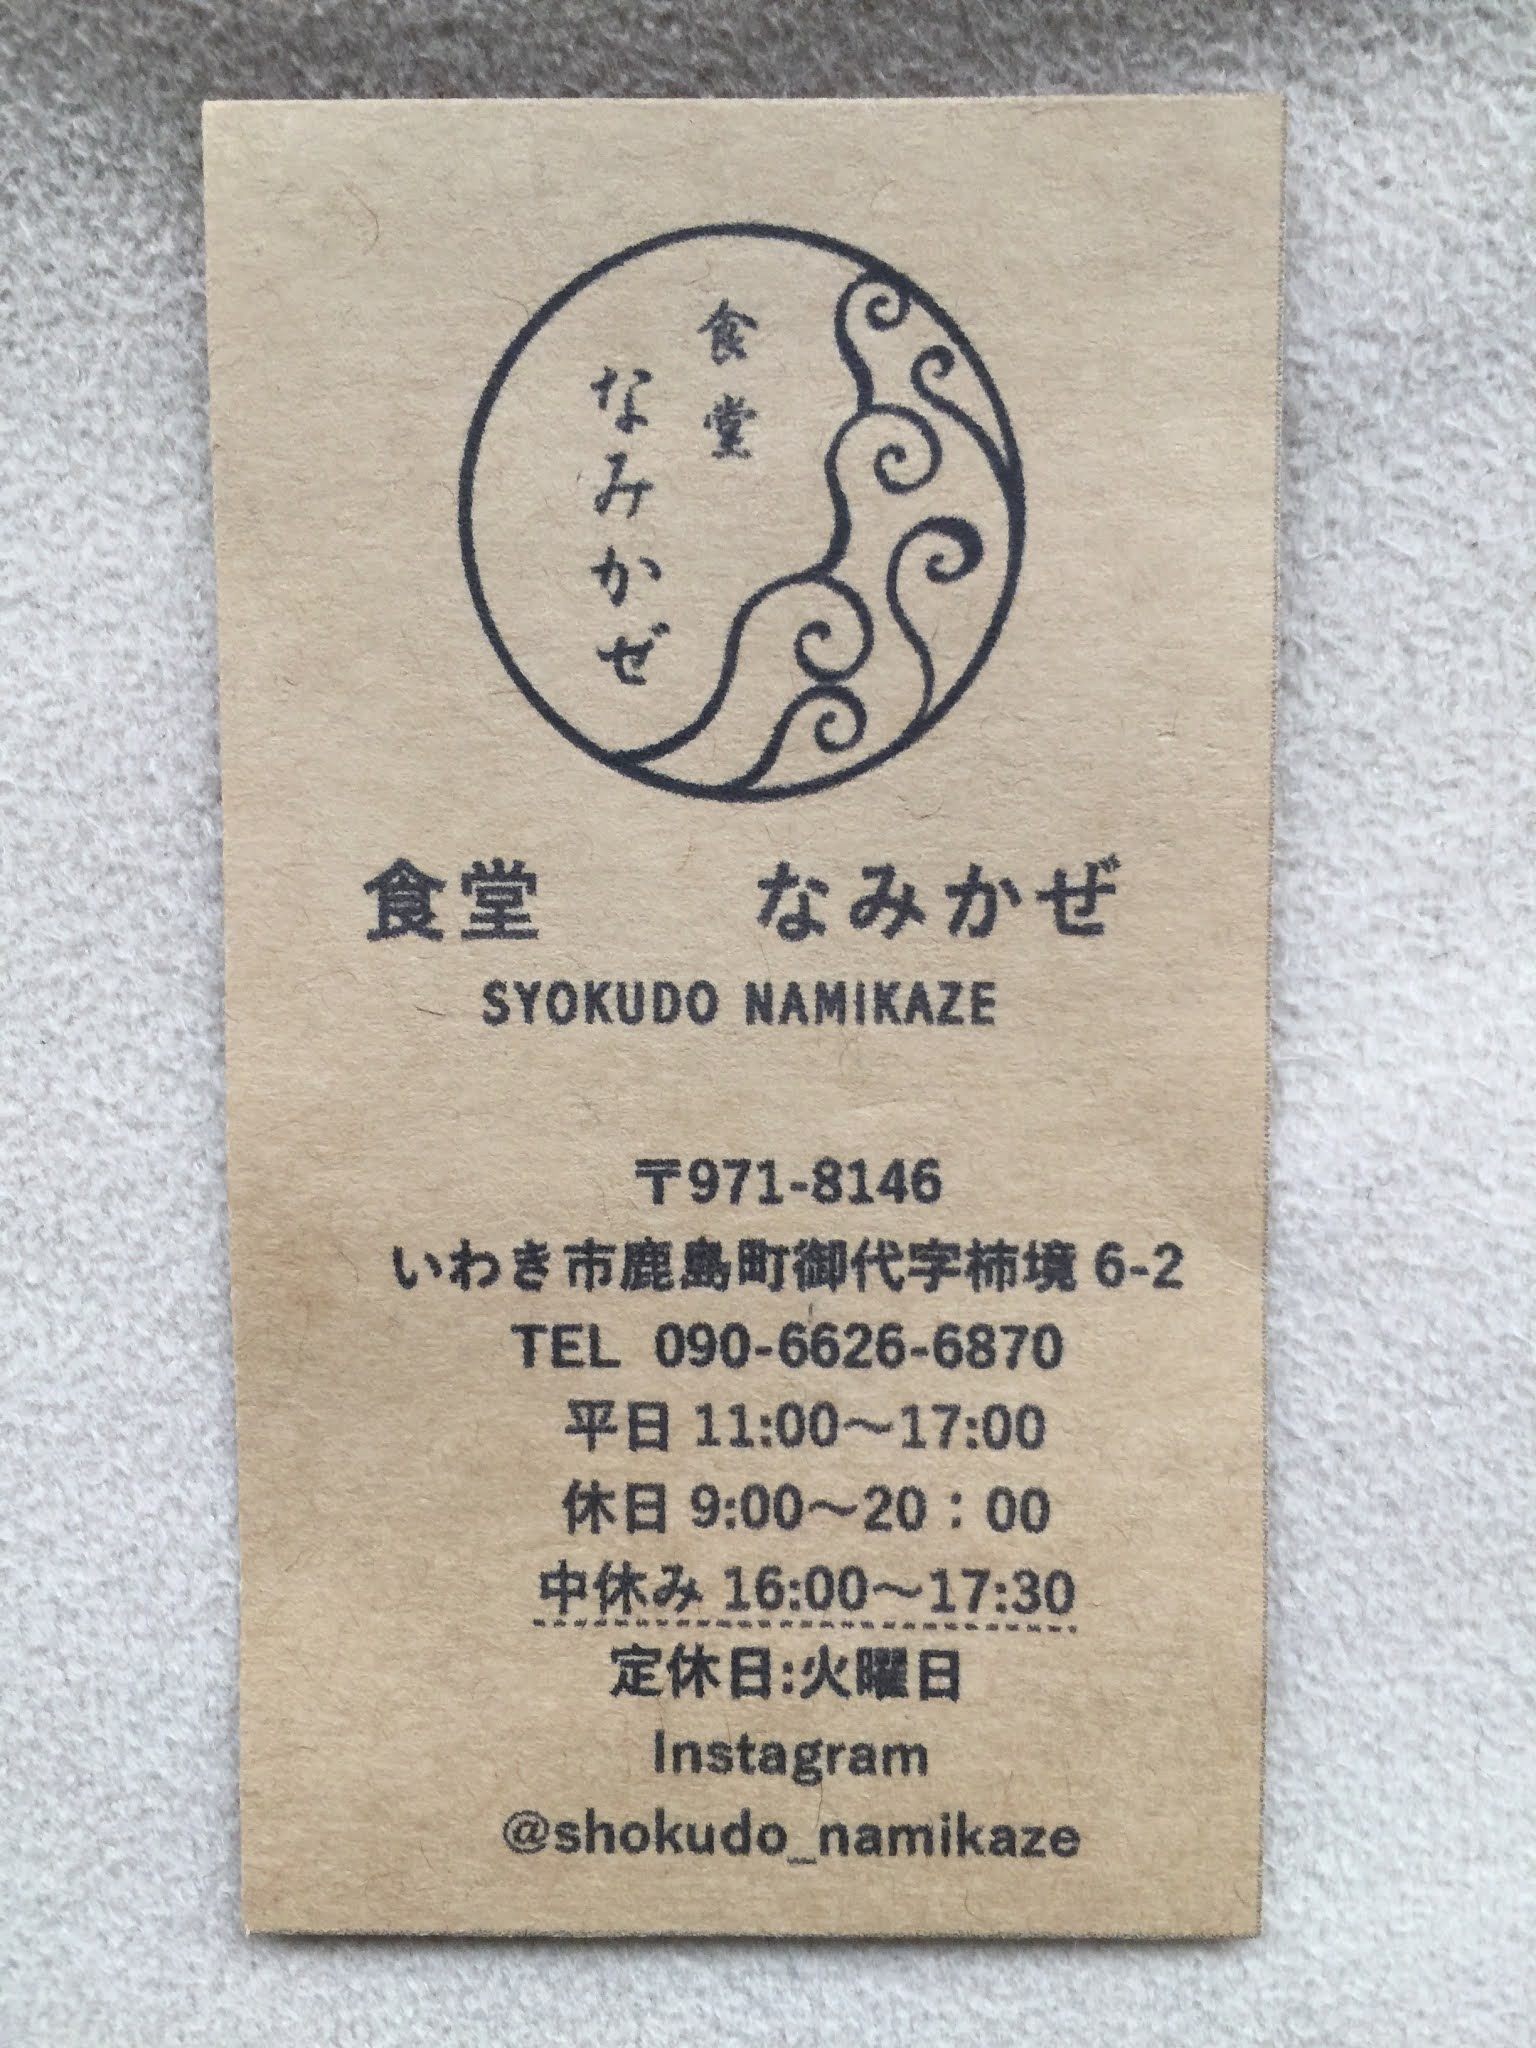 食堂
なみかぜ
食堂　　なみかぜ
SYOKUDO NAMIKAZE
〒971-8146
いわき市鹿島町御代字柿境 6-2
TEL 090-6626-6870
平日 11:00～17:00
休日 9:00～20：00
中休み 16:00～17:30
定休日:火曜日
Instagram
@shokudo_namikaze